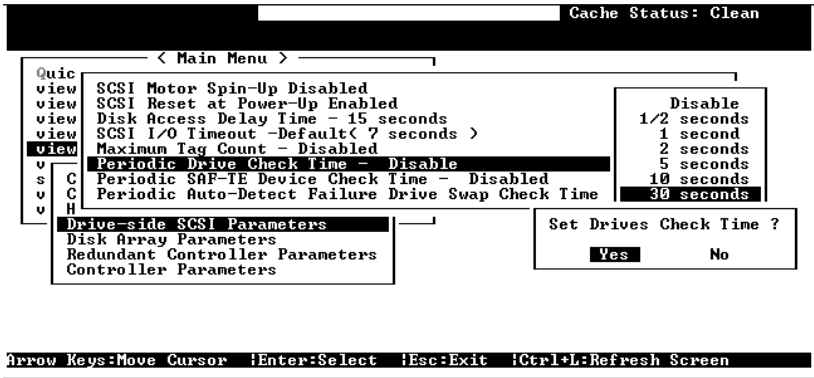 Cache Status: Clean
< Main Menu >
Quic
view
view
view
view
view
v
s
v
v
C
C
H
SCSI Motor Spin-Up Disabled
SCSI Reset at Power-Up Enabled
Disk Access Delay Time - 15 seconds
SCSI I/O Timeout -Default( 7 seconds )
Maximum Tag Count - Disabled
Periodic Drive Check Time - Disable
Periodic SAF-TE Device Check Time - Disabled
Periodic Auto-Detect Failure Drive Swap Check Time
Disable
1/2 seconds
1 second
2 seconds
5 seconds
10 seconds
30 seconds
Drive-side SCSI Parameters
Disk Array Parameters
Redundant Controller Parameters
Controller Parameters
Set Drives Check Time ?
Yes No
Arrow Keys:Move Cursor |Enter:Select |Esc:Exit |Ctrl+L:Refresh Screen